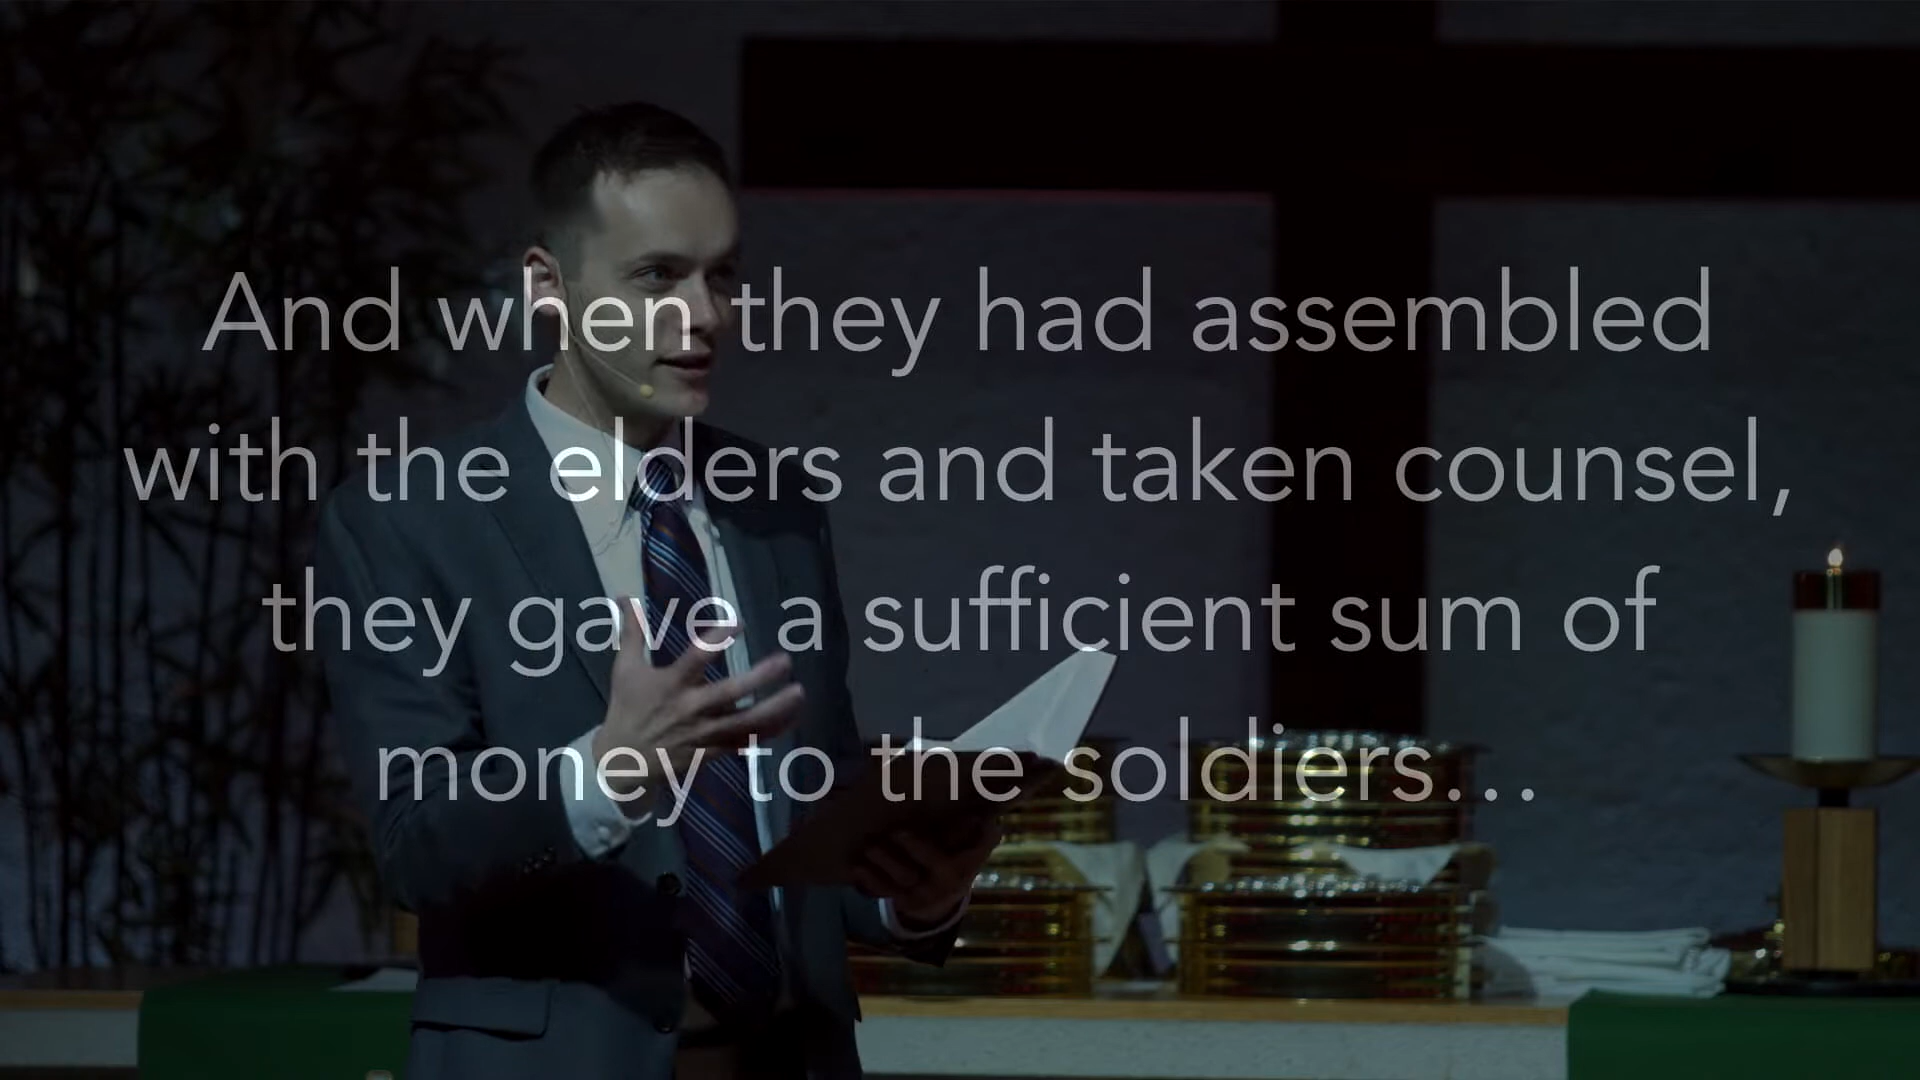 And when they had assembled
with the elders and taken counsel,
they gave a sufficient sum of
money to the soldiers…